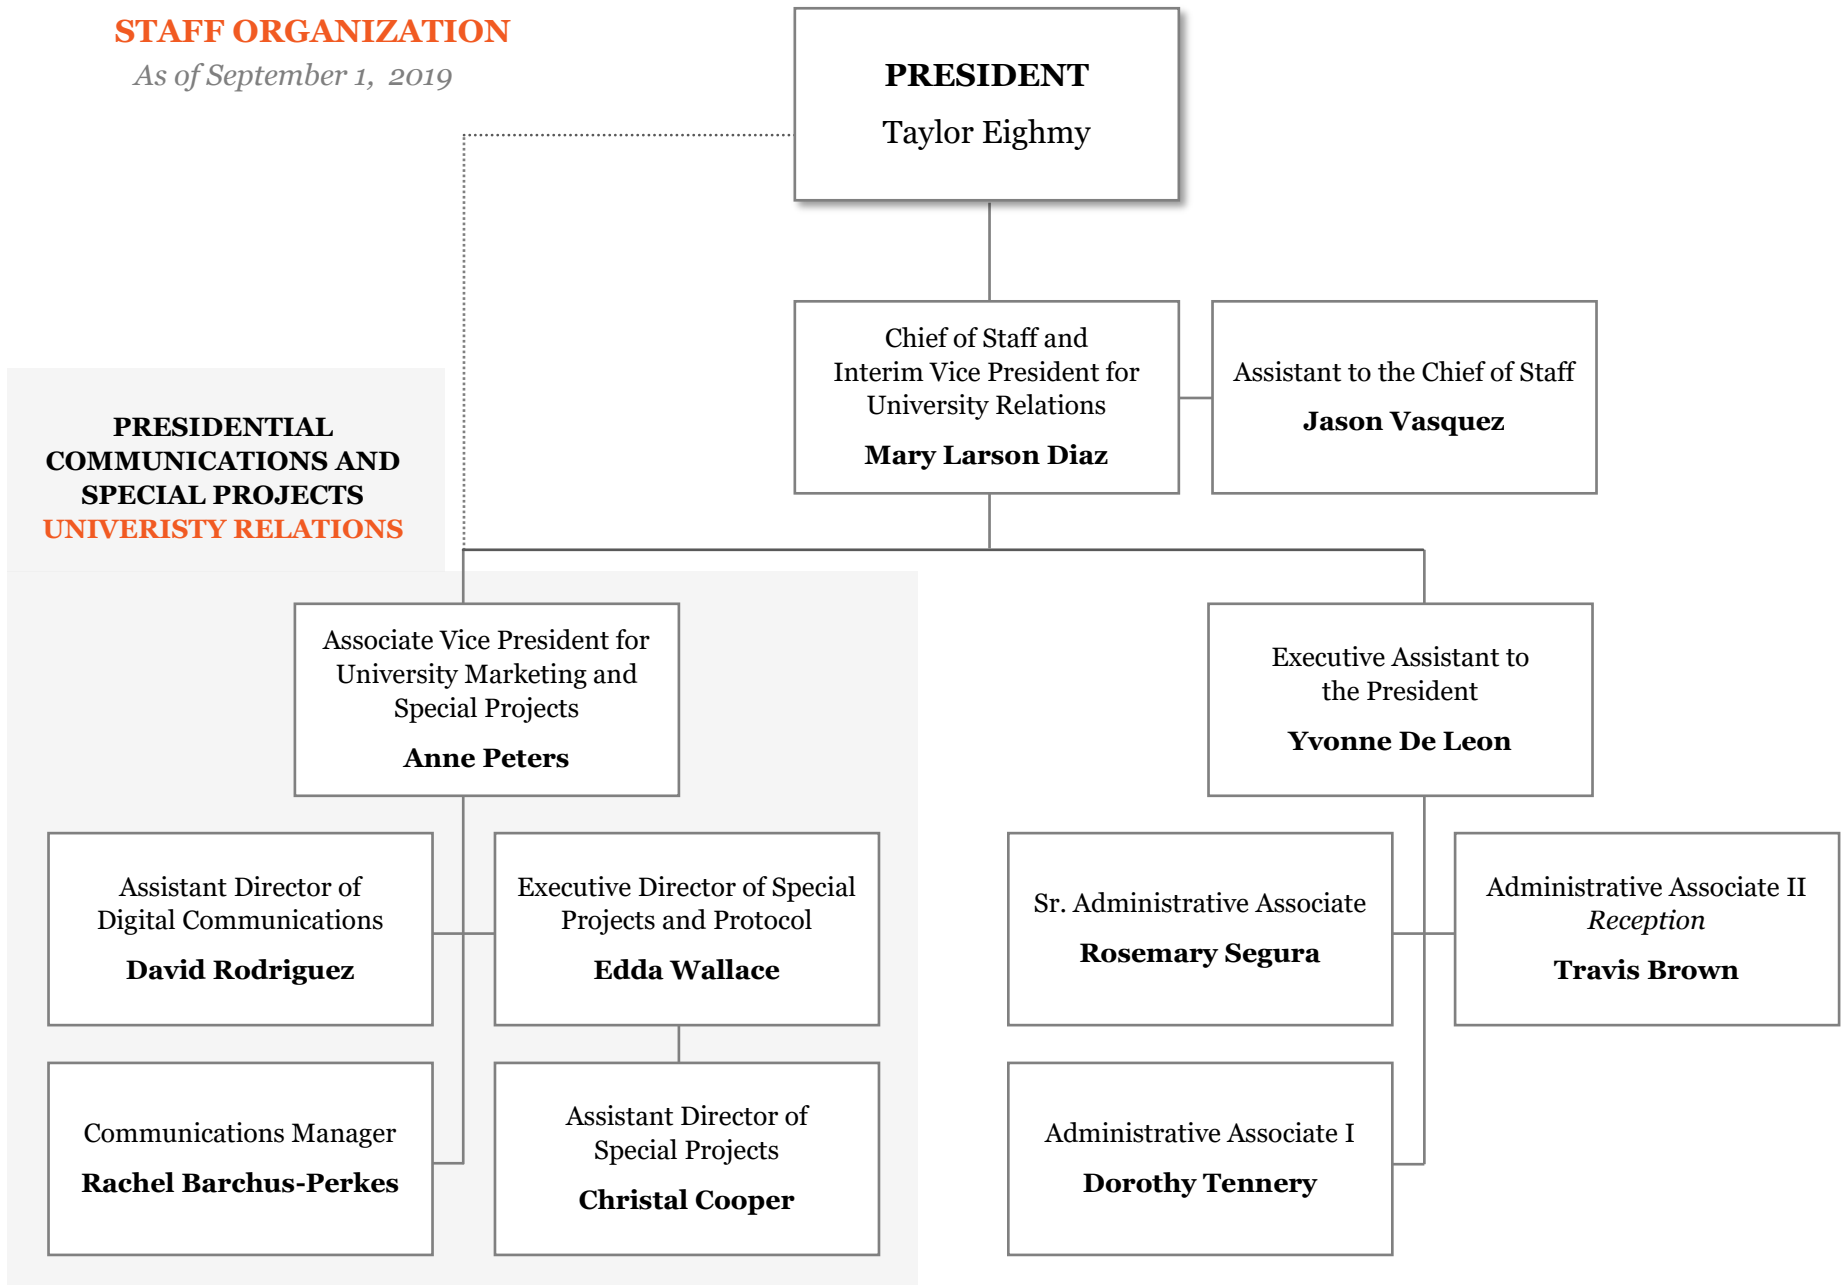 STAFF ORGANIZATION
As of September 1, 2019
PRESIDENT
Taylor Eighmy
Chief of Staff and
Interim Vice President for
University Relations
Mary Larson Diaz
Assistant to the Chief of Staff
Jason Vasquez
PRESIDENTIAL
COMMUNICATIONS AND
SPECIAL PROJECTS
UNIVERISTY RELATIONS
Associate Vice President for
University Marketing and
Special Projects
Anne Peters
Executive Assistant to
the President
Yvonne De Leon
Assistant Director of
Digital Communications
David Rodriguez
Executive Director of Special
Projects and Protocol
Edda Wallace
Sr. Administrative Associate
Rosemary Segura
Administrative Associate II
Reception
Travis Brown
Communications Manager
Rachel Barchus-Perkes
Assistant Director of
Special Projects
Christal Cooper
Administrative Associate I
Dorothy Tennery